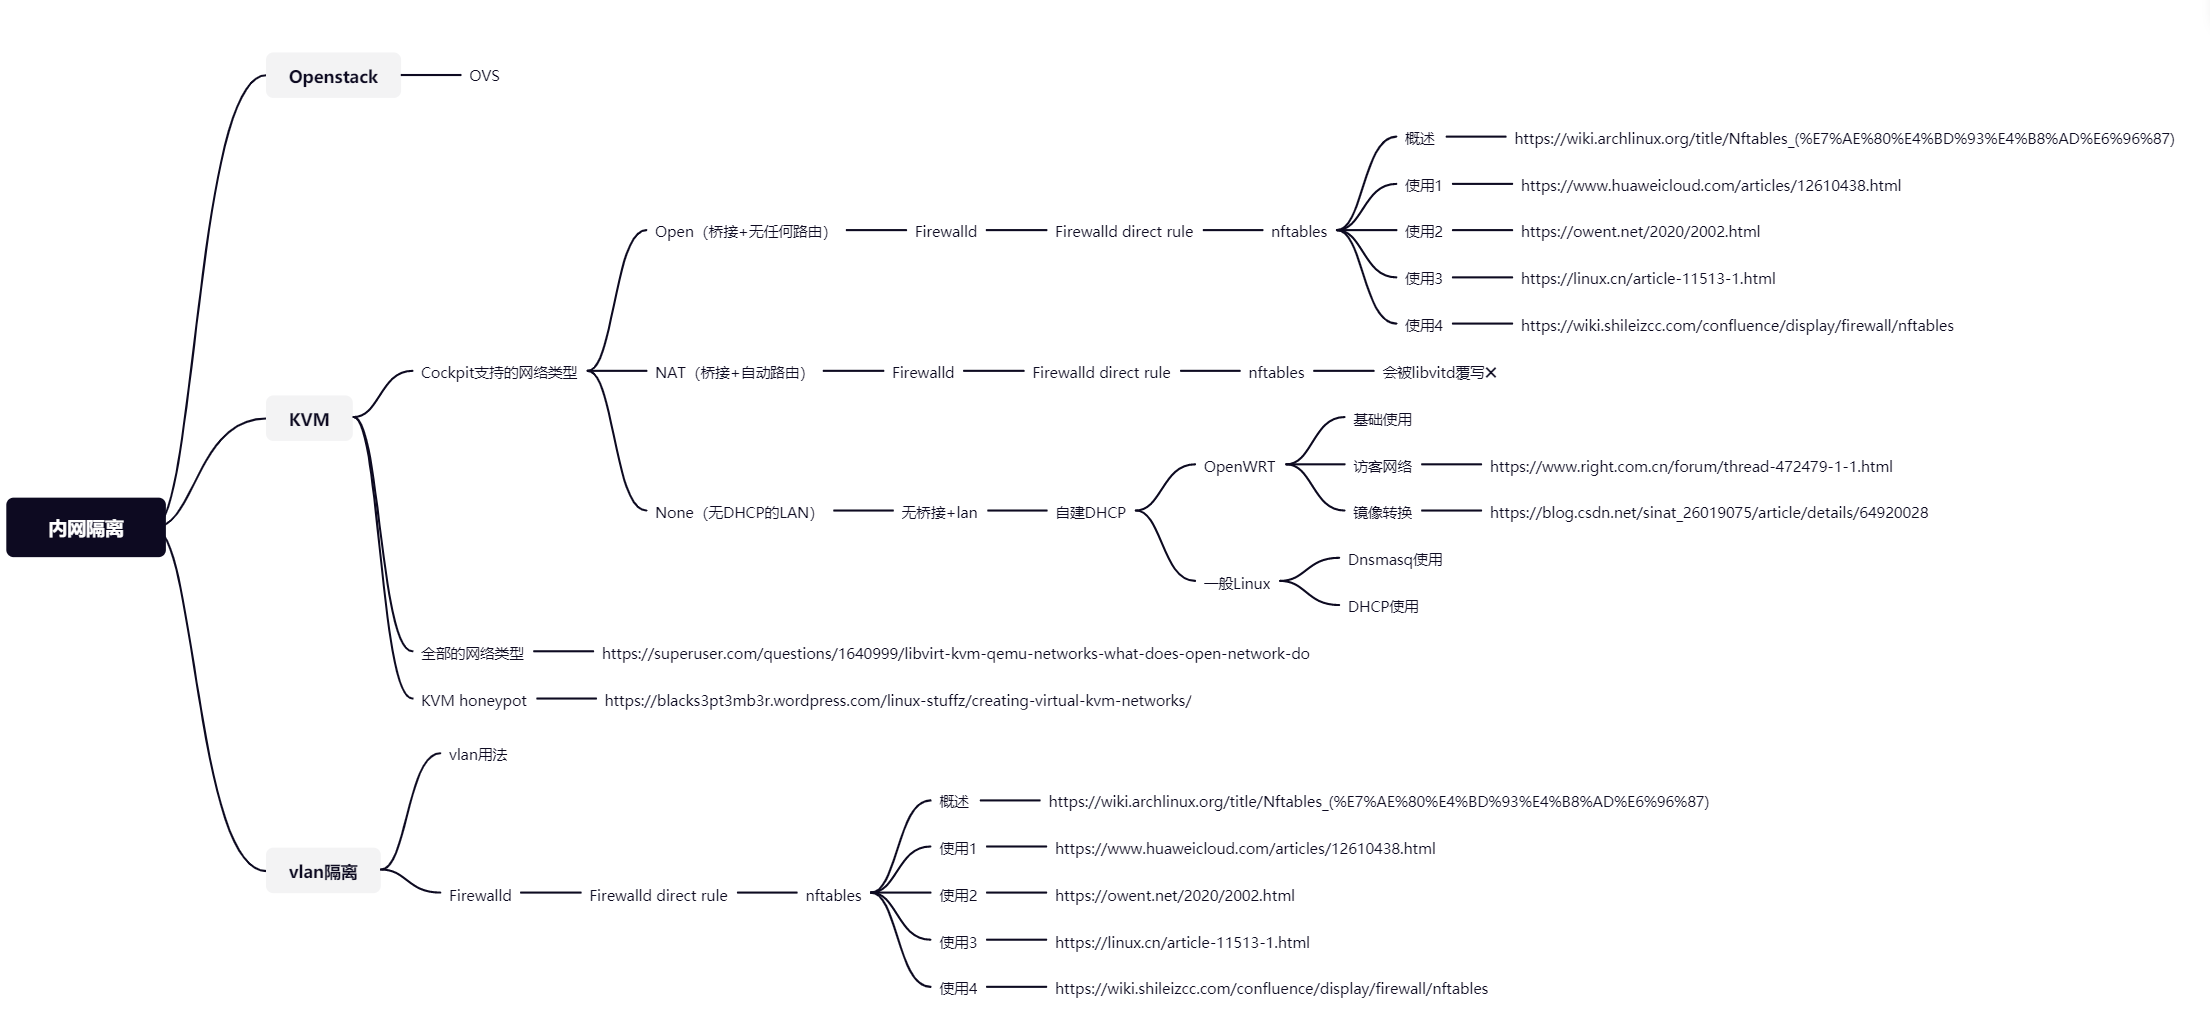 Openstack
OVS
概述
https://wiki.archlinux.org/title/Nftables_(%E7%AE%80%E4%BD%93%E4%B8%AD%E6%96%87)
使用1
https://www.huaweicloud.com/articles/12610438.html
Open（桥接+无任何路由）
Firewalld
Firewalld direct rule
nftables
使用2
https://owent.net/2020/2002.html
使用3
https://linux.cn/article-11513-1.html
使用4
https://wiki.shileizcc.com/confluence/display/firewall/nftables
Cockpit支持的网络类型
NAT（桥接+自动路由）
Firewalld
Firewalld direct rule
nftables
会被libvitd覆写❌
KVM
基础使用
OpenWRT
访客网络
https://www.right.com.cn/forum/thread-472479-1-1.html
None（无DHCP的LAN）
无桥接+lan
自建DHCP
镜像转换
https://blog.csdn.net/sinat_26019075/article/details/64920028
内网隔离
Dnsmasq使用
一般Linux
DHCP使用
全部的网络类型
https://superuser.com/questions/1640999/libvirt-kvm-qemu-networks-what-does-open-network-do
KVM honeypot
https://blacks3pt3mb3r.wordpress.com/linux-stuffz/creating-virtual-kvm-networks/
vlan用法
概述
https://wiki.archlinux.org/title/Nftables_(%E7%AE%80%E4%BD%93%E4%B8%AD%E6%96%87)
使用1
https://www.huaweicloud.com/articles/12610438.html
vlan隔离
Firewalld
Firewalld direct rule
nftables
使用2
https://owent.net/2020/2002.html
使用3
https://linux.cn/article-11513-1.html
使用4
https://wiki.shileizcc.com/confluence/display/firewall/nftables